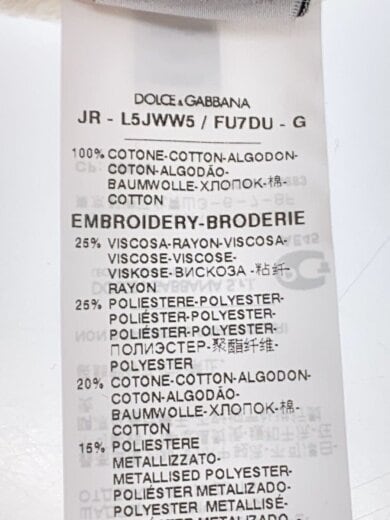 DOLCE&GABBANA
JR - L5JWW5 / FU7DU - G
100% COTONE-COTTON-ALGODON-
COTON-ALGODÃO-
BAUMWOLLE-ХЛОПОК-棉-
COTTON
EMBROIDERY-BRODERIE
25% VISCOSA-RAYON-VISCOSA-
VISCOSE-VISCOSE-
VISKOSE-ВИСКОЗА -粘纤-
RAYON
25% POLIESTERE-POLYESTER-
POLIÉSTER-POLYESTER-
POLIÉSTER-POLYESTER-
ПОЛИЭСТЕР-聚酯纤维-
POLYESTER
20% COTONE-COTTON-ALGODON-
COTON-ALGODÃO-
BAUMWOLLE-ХЛОПОК-棉-
COTTON
15% POLIESTERE
METALLIZZATO-
METALLISED POLYESTER-
POLIÉSTER METALIZADO-
POLYESTER METALLISÉ-
POLIÉSTER METALIZADO-